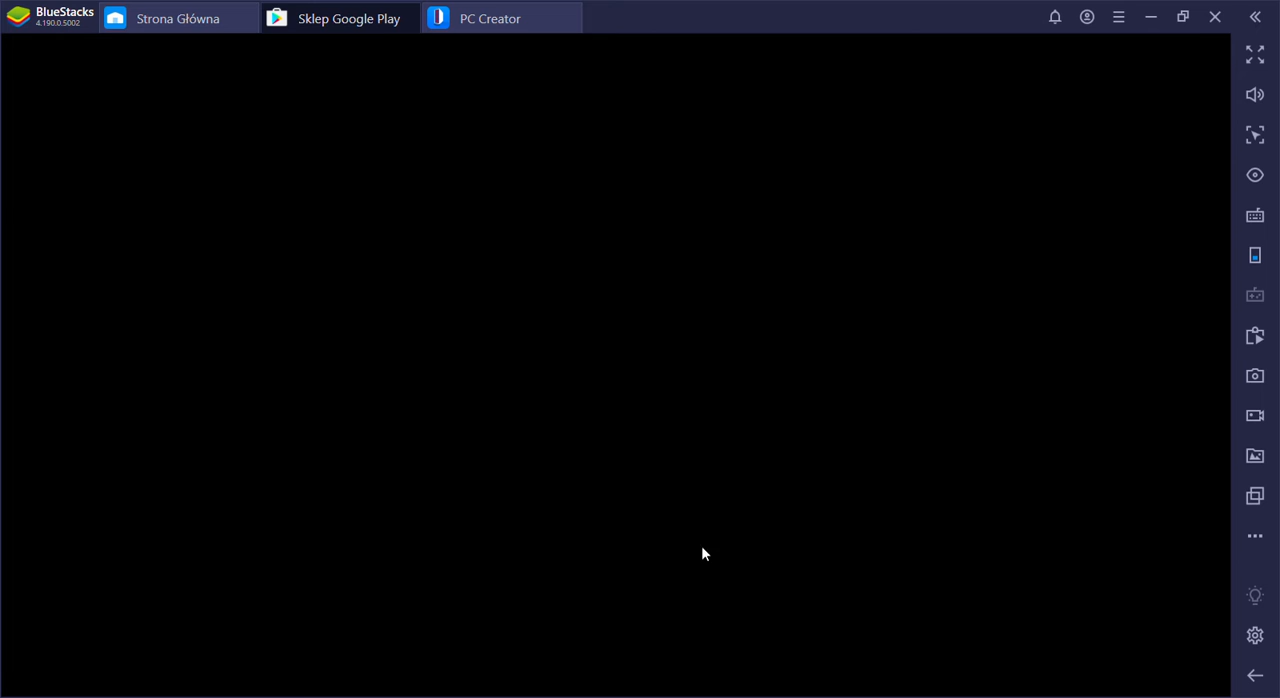 BlueStacks
4.190.0.5002
Strona Główna
Sklep Google Play
PC Creator